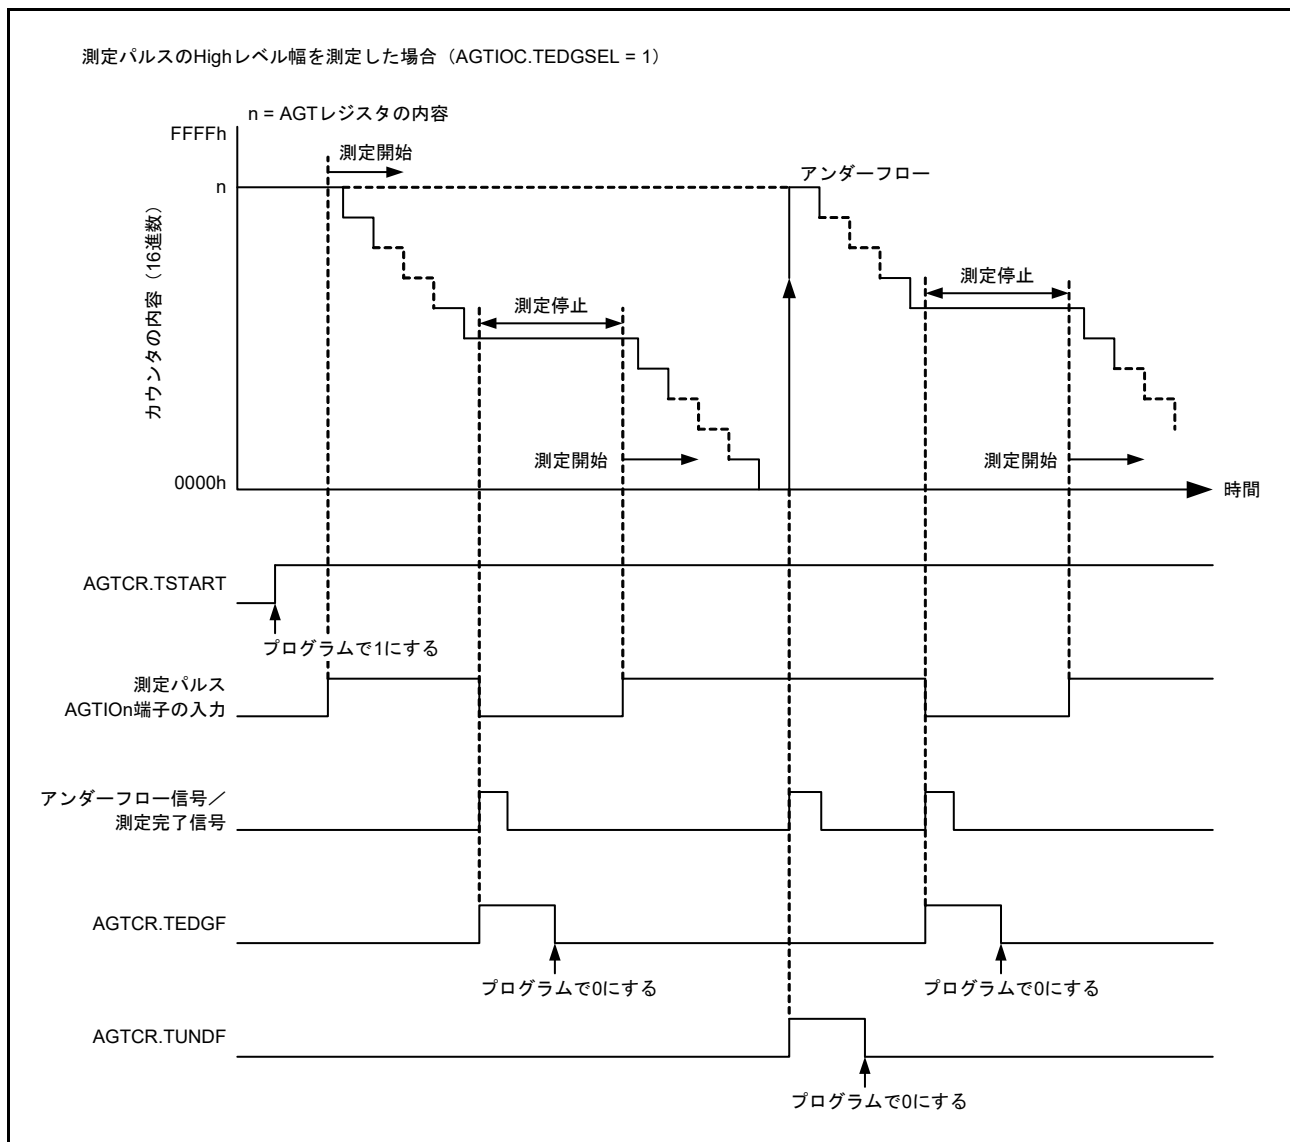 測定パルスのHighレベル幅を測定した場合（AGTIOC.TEDGSEL = 1）
n = AGTレジスタの内容
FFFFh
測定開始
アンダーフロー
n
カウンタの内容（16進数）
測定停止
測定停止
測定開始
測定開始
0000h
時間
AGTCR.TSTART
プログラムで1にする
測定パルス
AGTIOn端子の入力
アンダーフロー信号／
測定完了信号
AGTCR.TEDGF
プログラムで0にする
プログラムで0にする
AGTCR.TUNDF
プログラムで0にする